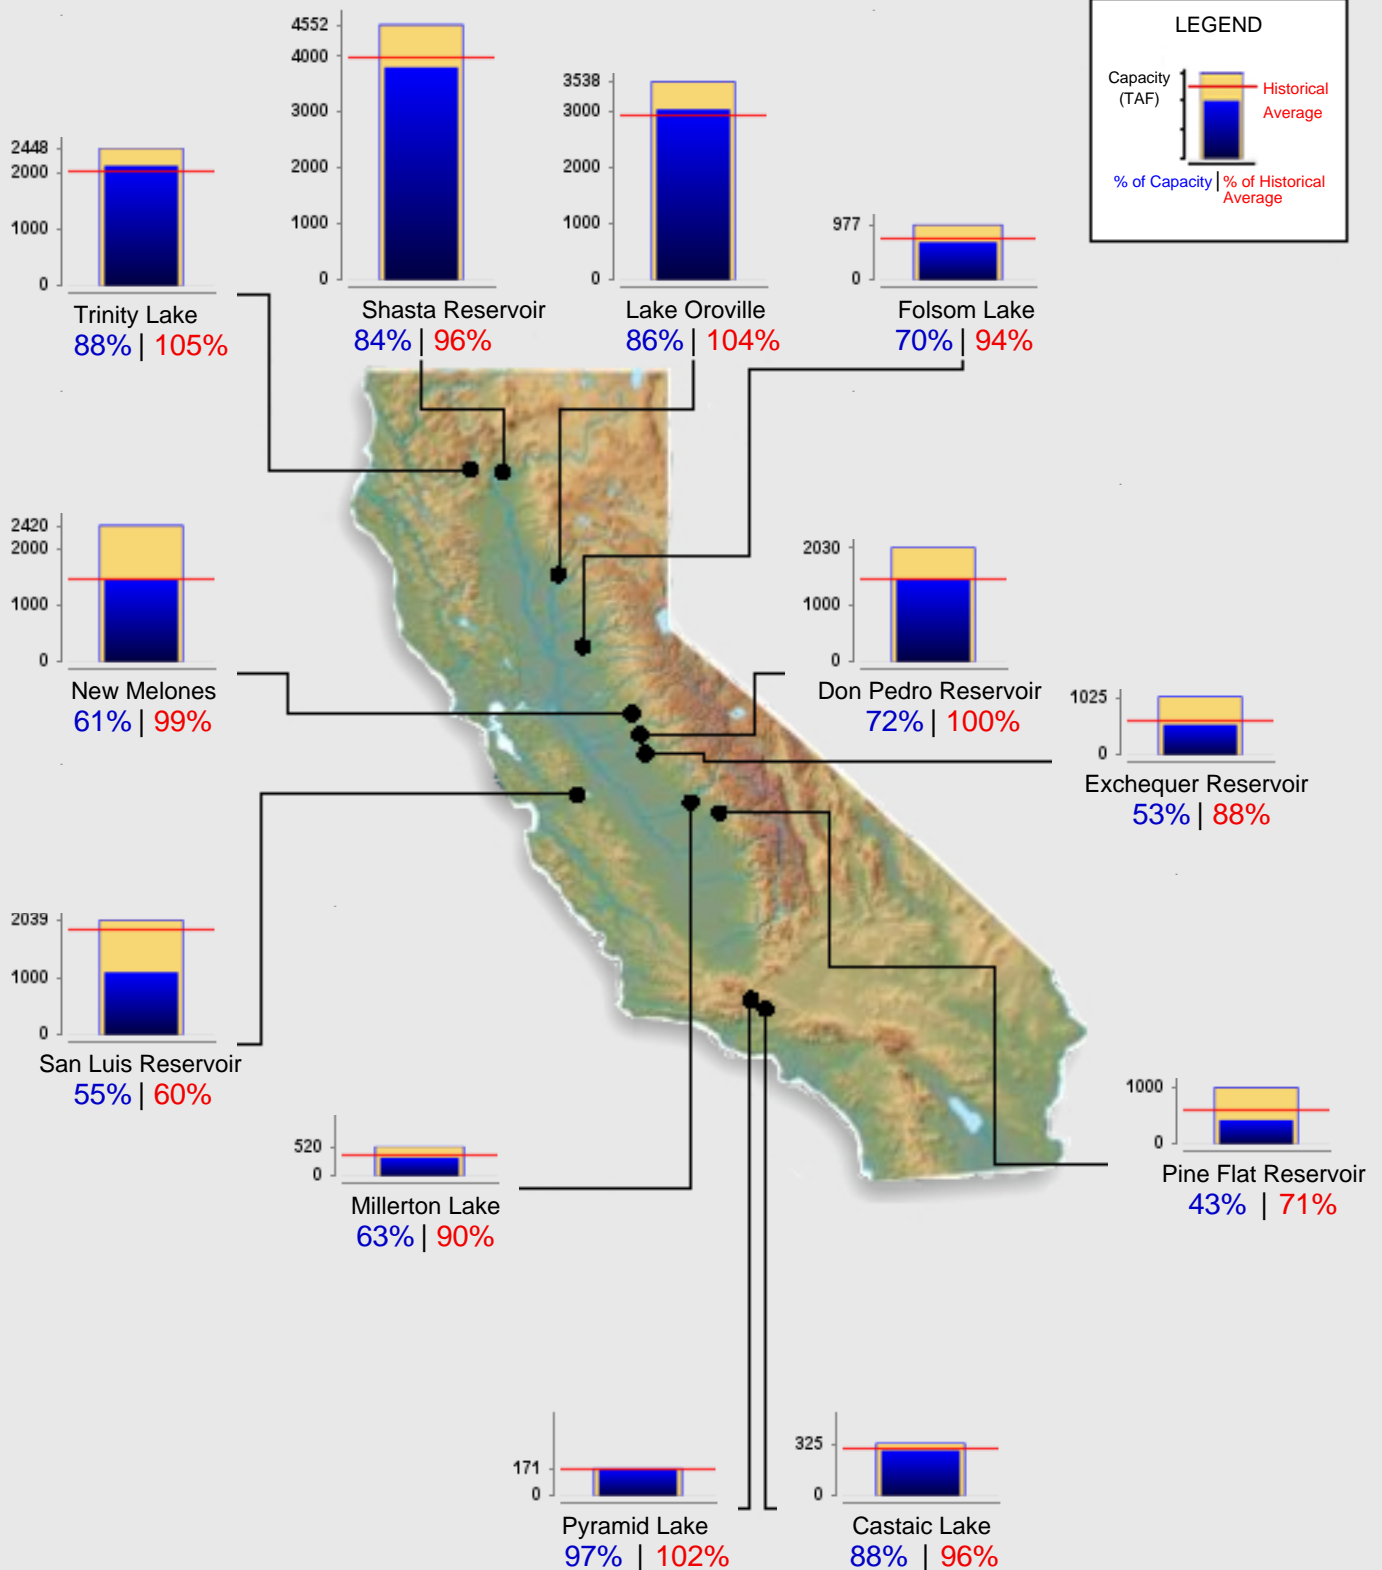 LEGEND
Capacity
(TAF)
Historical
Average
% of Capacity | % of Historical
Average
4552
4000
3000
2000
1000
0
Shasta Reservoir
84% | 96%
3538
3000
2000
1000
0
Lake Oroville
86% | 104%
2448
2000
1000
0
Trinity Lake
88% | 105%
977
0
Folsom Lake
70% | 94%
2420
2000
1000
0
New Melones
61% | 99%
2030
1000
0
Don Pedro Reservoir
72% | 100%
1025
0
Exchequer Reservoir
53% | 88%
2039
1000
0
San Luis Reservoir
55% | 60%
520
0
Millerton Lake
63% | 90%
1000
0
Pine Flat Reservoir
43% | 71%
171
0
Pyramid Lake
97% | 102%
325
0
Castaic Lake
88% | 96%